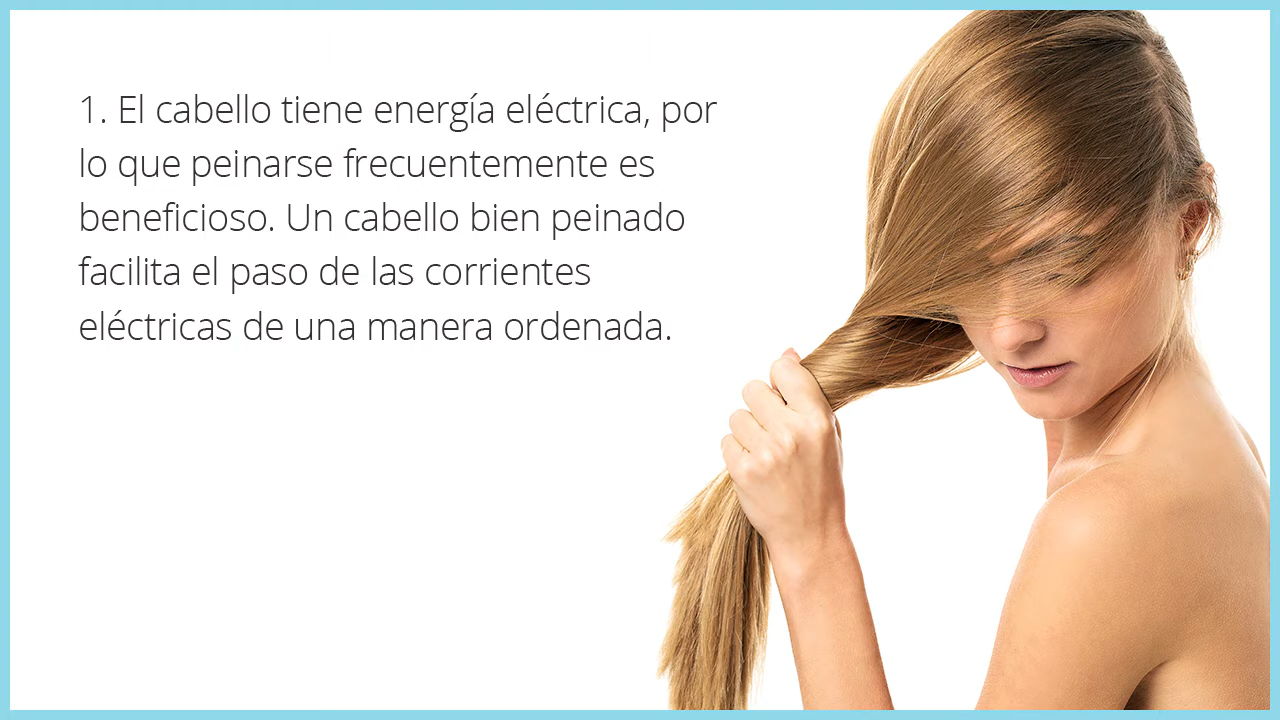 1. El cabello tiene energía eléctrica, por
lo que peinarse frecuentemente es
beneficioso. Un cabello bien peinado
facilita el paso de las corrientes
eléctricas de una manera ordenada.